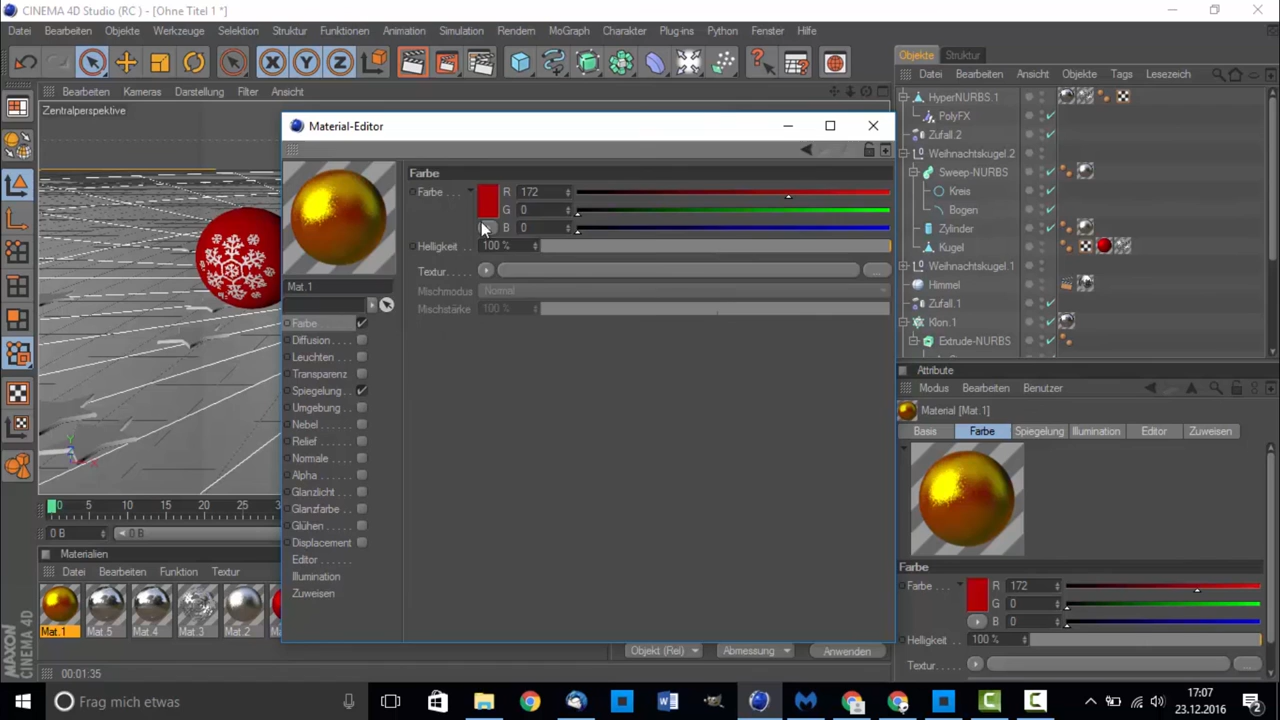 CINEMA 4D Studio (RC ) - [Ohne Titel 1 *]
Datei Bearbeiten Objekte Werkzeuge Selektion Struktur Funktionen Animation Simulation Rendern MoGraph Charakter Plug-ins Python Fenster Hilfe
X Y Z
Bearbeiten Kameras Darstellung Filter Ansicht
Zentralperspektive
Y
0 5 10 15 20 25
0 B 0 B
Materialien
Datei Bearbeiten Funktion Textur
Mat.1 Mat.5 Mat.4 Mat.3 Mat.2
MAXON CINEMA 4D
00:01:35
Objekt (Rel) Abmessung Anwenden
Material-Editor
Mat.1
Farbe
Diffusion
Leuchten
Transparenz
Spiegelung
Umgebung
Nebel
Relief
Normale
Alpha
Glanzlicht
Glanzfarbe
Glühen
Displacement
Editor
Illumination
Zuweisen
Farbe
Farbe R 172
G 0
B 0
Helligkeit 100 %
Textur ...
Mischmodus Normal
Mischstärke 100 %
Objekte Struktur
Datei Bearbeiten Ansicht Objekte Tags Lesezeich
HyperNURBS.1
PolyFX
Zufall.2
Weihnachtskugel.2
Sweep-NURBS
Kreis
Bogen
Zylinder
Kugel
Weihnachtskugel.1
Himmel
Zufall.1
Klon.1
Extrude-NURBS
Attribute
Modus Bearbeiten Benutzer
Material [Mat.1]
Basis Farbe Spiegelung Illumination Editor Zuweisen
Farbe
Farbe R 172
G 0
B 0
Helligkeit 100 %
Textur ...
Frag mich etwas
17:07
23.12.2016
2